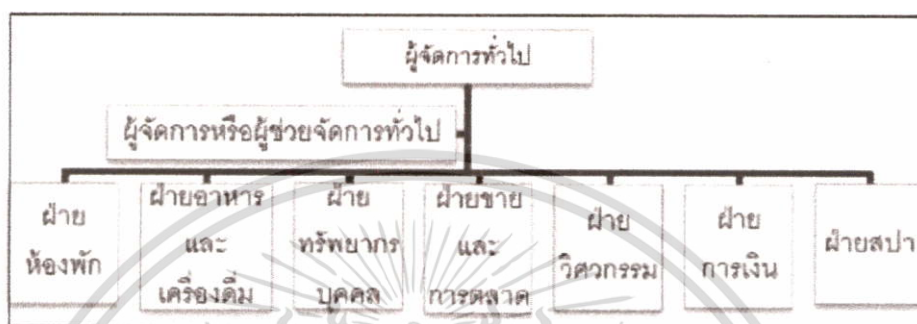 ผู้จัดการทั่วไป
ผู้จัดการหรือผู้ช่วยจัดการทั่วไป
ฝ่าย
ห้องพัก
ฝ่ายอาหาร
และ
เครื่องดื่ม
ฝ่าย
ทรัพยากร
บุคคล
ฝ่ายขาย
และ
การตลาด
ฝ่าย
วิศวกรรม
ฝ่าย
การเงิน
ฝ่ายสปา